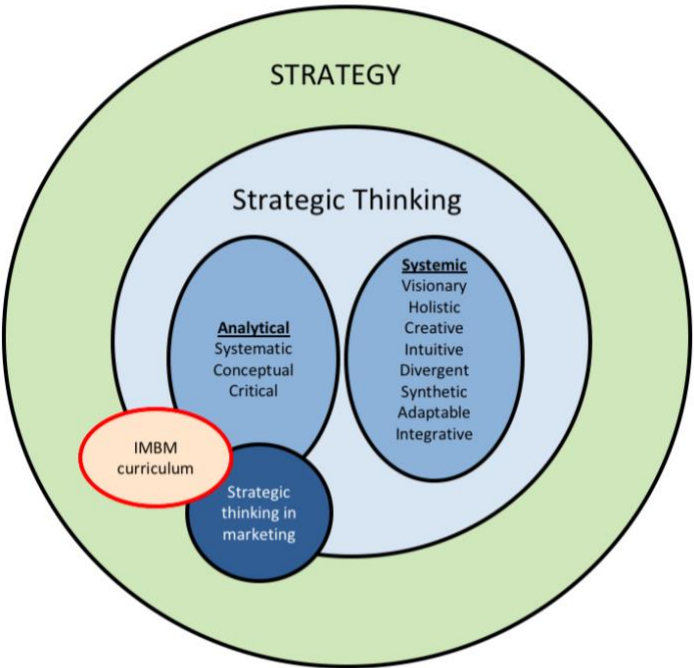 STRATEGY
Strategic Thinking
Analytical
Systematic
Conceptual
Critical
Systemic
Visionary
Holistic
Creative
Intuitive
Divergent
Synthetic
Adaptable
Integrative
IMBM
curriculum
Strategic
thinking in
marketing